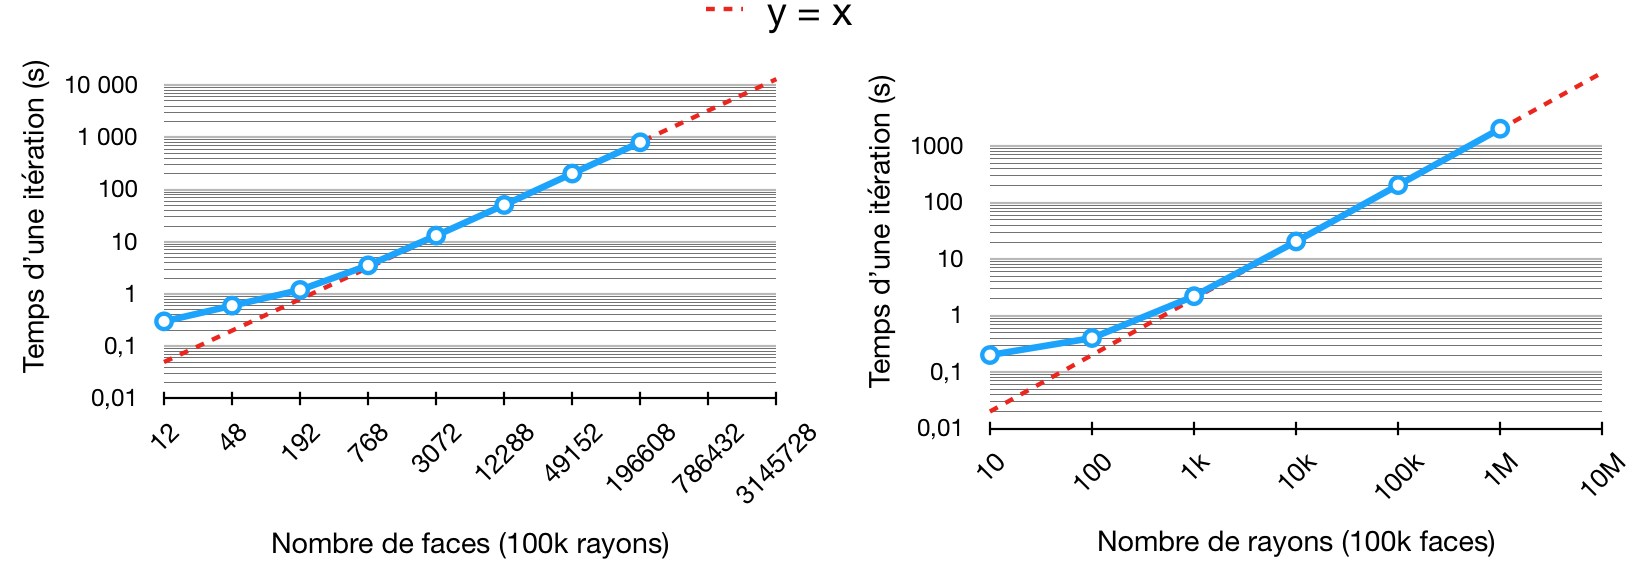 y = x
Temps d'une itération (s)
10 000
1 000
100
10
1
0,1
0,01
12
48
192
768
3072
12288
49152
196608
786432
3145728
Nombre de faces (100k rayons)
Temps d'une itération (s)
1000
100
10
1
0,1
0,01
10
100
1k
10k
100k
1M
10M
Nombre de rayons (100k faces)